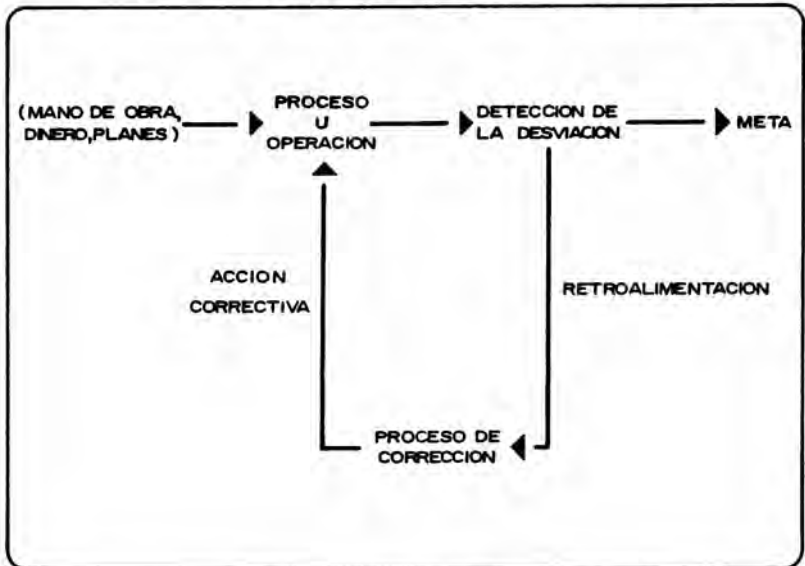 (MANO DE OBRA,
DINERO,PLANES)
PROCESO
U
OPERACION
DETECCION DE
LA DESVIACION
META
ACCION
CORRECTIVA
RETROALIMENTACION
PROCESO DE
CORRECCION